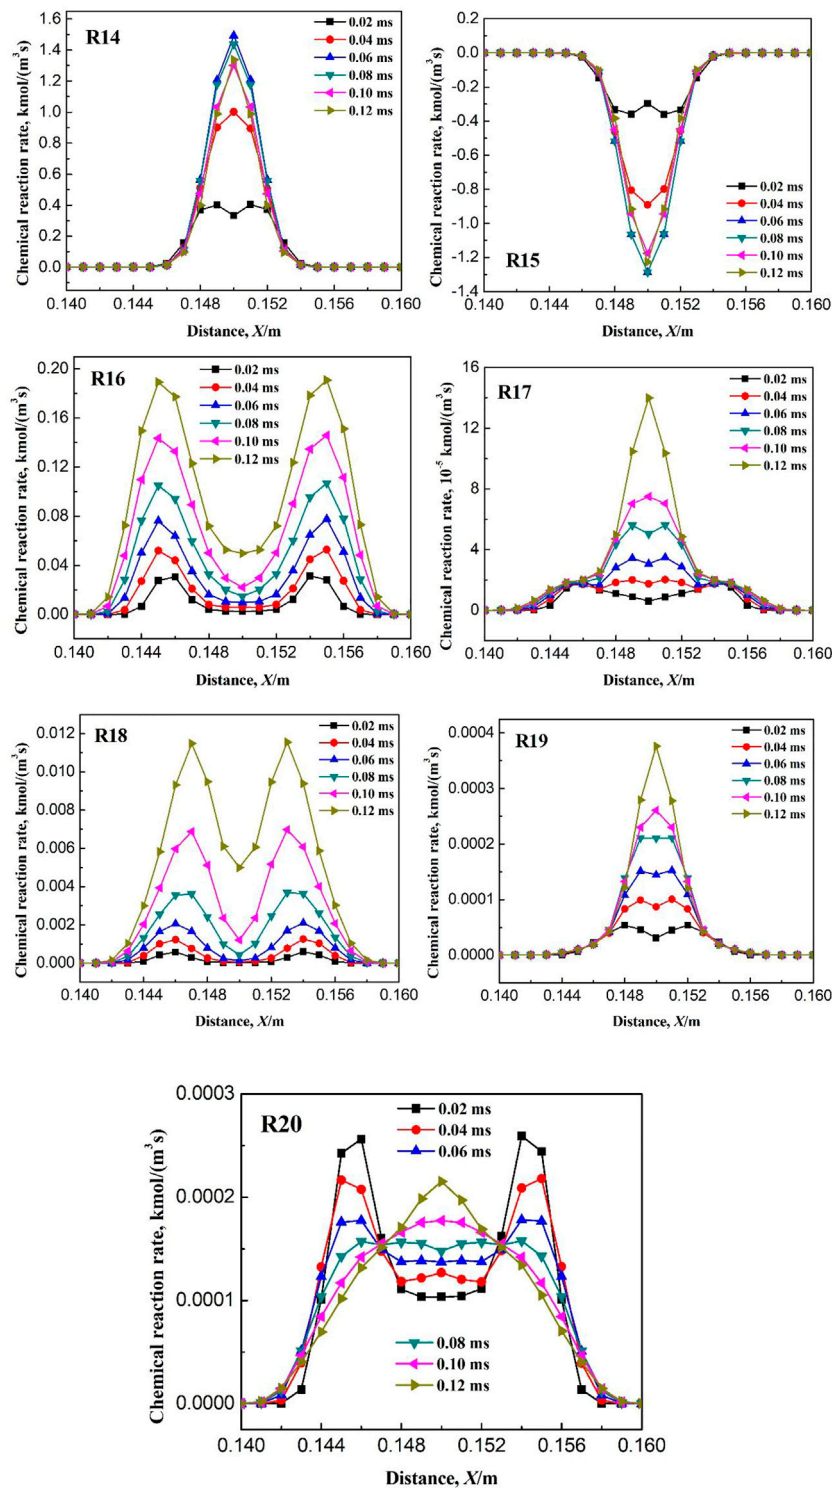 R14
0.02 ms
0.04 ms
0.06 ms
0.08 ms
0.10 ms
0.12 ms
1.6
1.4
1.2
1.0
0.8
0.6
0.4
0.2
0.0
Chemical reaction rate, kmol/(m³s)
0.140 0.144 0.148 0.152 0.156 0.160
Distance, X/m
R15
0.02 ms
0.04 ms
0.06 ms
0.08 ms
0.10 ms
0.12 ms
0.2
0.0
-0.2
-0.4
-0.6
-0.8
-1.0
-1.2
-1.4
Chemical reaction rate, kmol/(m³s)
0.140 0.144 0.148 0.152 0.156 0.160
Distance, X/m
R16
0.02 ms
0.04 ms
0.06 ms
0.08 ms
0.10 ms
0.12 ms
0.20
0.16
0.12
0.08
0.04
0.00
Chemical reaction rate, kmol/(m³s)
0.140 0.144 0.148 0.152 0.156 0.160
Distance, X/m
R17
0.02 ms
0.04 ms
0.06 ms
0.08 ms
0.10 ms
0.12 ms
16
12
8
4
0
Chemical reaction rate, 10⁻⁵ kmol/(m³s)
0.140 0.144 0.148 0.152 0.156 0.160
Distance, X/m
R18
0.02 ms
0.04 ms
0.06 ms
0.08 ms
0.10 ms
0.12 ms
0.012
0.010
0.008
0.006
0.004
0.002
0.000
Chemical reaction rate, kmol/(m³s)
0.140 0.144 0.148 0.152 0.156 0.160
Distance, X/m
R19
0.02 ms
0.04 ms
0.06 ms
0.08 ms
0.10 ms
0.12 ms
0.0004
0.0003
0.0002
0.0001
0.0000
Chemical reaction rate, kmol/(m³s)
0.140 0.144 0.148 0.152 0.156 0.160
Distance, X/m
R20
0.02 ms
0.04 ms
0.06 ms
0.08 ms
0.10 ms
0.12 ms
0.0003
0.0002
0.0001
0.0000
Chemical reaction rate, kmol/(m³s)
0.140 0.144 0.148 0.152 0.156 0.160
Distance, X/m